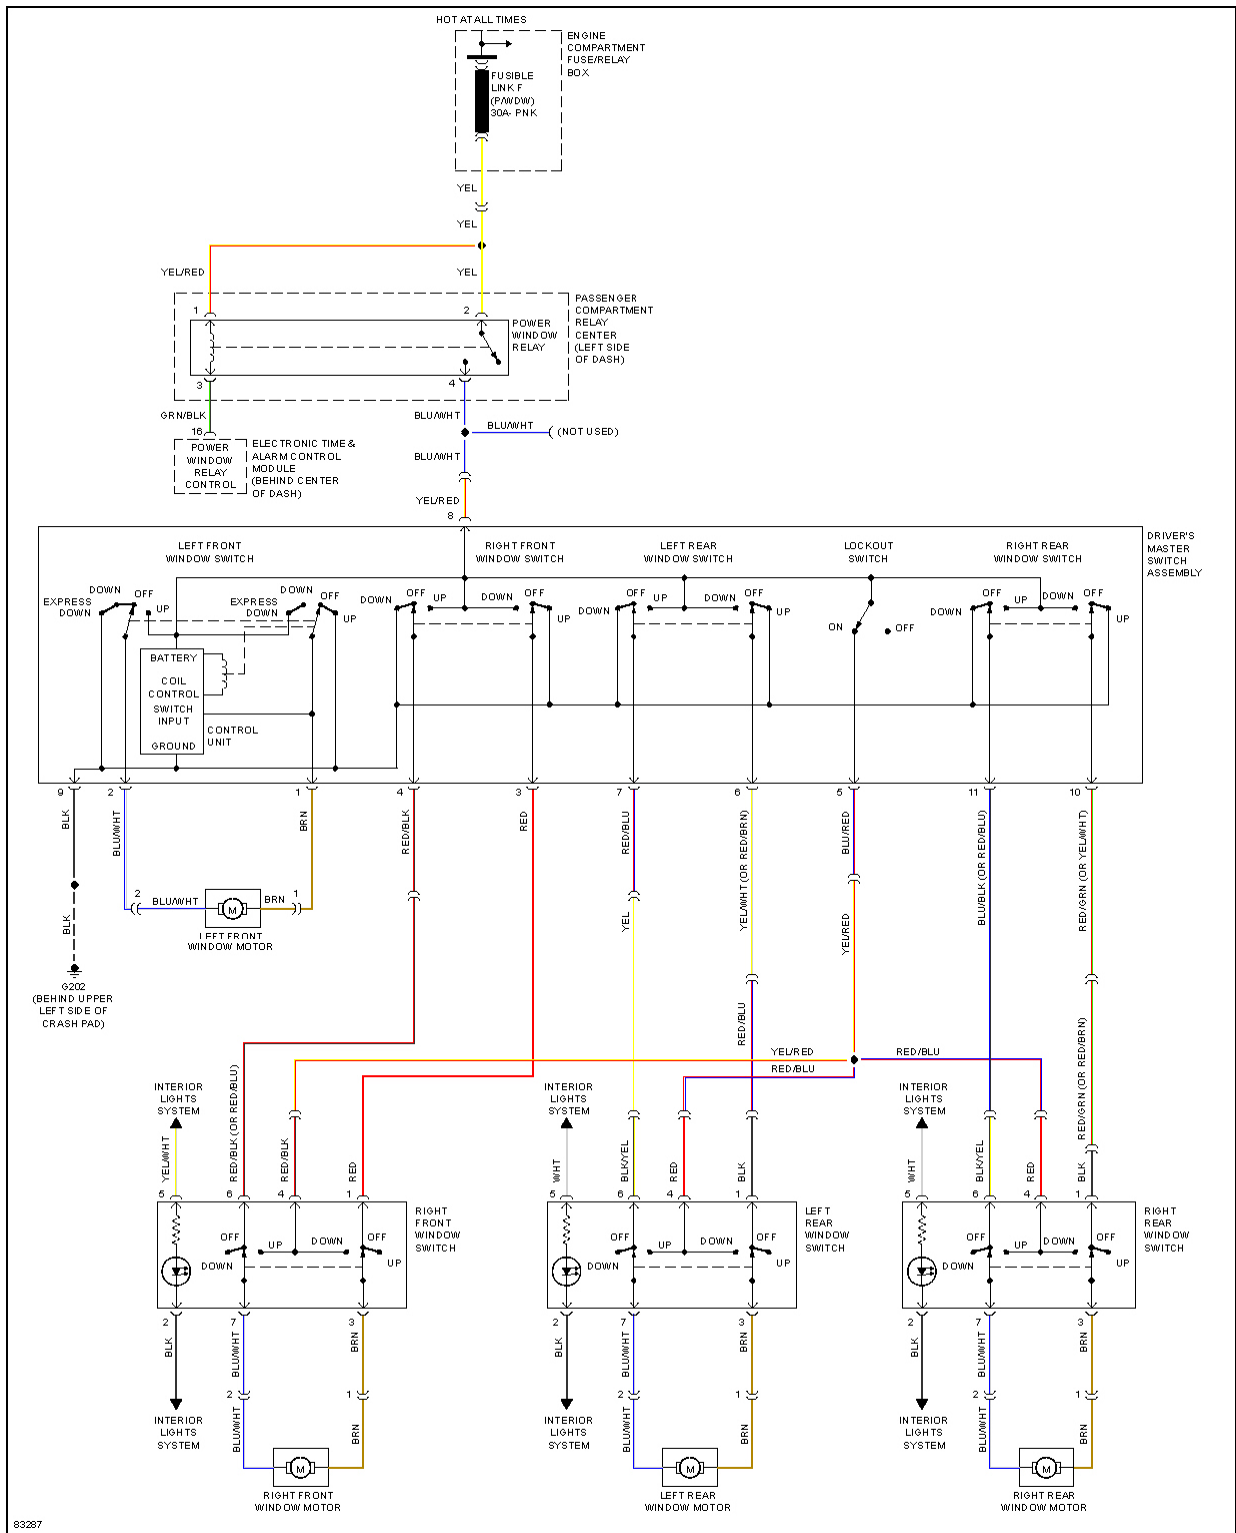 HOT AT ALL TIMES
ENGINE
COMPARTMENT
FUSE/RELAY
BOX
FUSIBLE
LINK F
(P/WDW)
30A- PNK
YEL
YEL
YEL/RED
YEL
1
2
PASSENGER
COMPARTMENT
RELAY
CENTER
(LEFT SIDE
OF DASH)
POWER
WINDOW
RELAY
3
4
GRN/BLK
BLU/WHT
BLU/WHT
(NOT USED)
16
POWER
WINDOW
RELAY
CONTROL
ELECTRONIC TIME &
ALARM CONTROL
MODULE
(BEHIND CENTER
OF DASH)
BLU/WHT
YEL/RED
8
DRIVER'S
MASTER
SWITCH
ASSEMBLY
LEFT FRONT
WINDOW SWITCH
RIGHT FRONT
WINDOW SWITCH
LEFT REAR
WINDOW SWITCH
LOCKOUT
SWITCH
RIGHT REAR
WINDOW SWITCH
EXPRESS
DOWN
DOWN
OFF
UP
EXPRESS
DOWN
DOWN
OFF
UP
DOWN
OFF
UP
DOWN
OFF
UP
DOWN
OFF
UP
DOWN
OFF
UP
ON
OFF
DOWN
OFF
UP
DOWN
OFF
UP
BATTERY
COIL
CONTROL
SWITCH
INPUT
GROUND
CONTROL
UNIT
9
2
1
4
3
7
6
5
11
10
BLK
BLU/WHT
BRN
RED/BLK
RED
RED/BLU
YEL/WHT (OR RED/BRN)
BLU/RED
BLU/BLK (OR RED/BLU)
RED/GRN (OR YEL/WHT)
2
BLU/WHT
M
BRN
1
LEFT FRONT
WINDOW MOTOR
BLK
G202
(BEHIND UPPER
LEFT SIDE OF
CRASH PAD)
YEL
YEL/RED
RED/BLU
RED/GRN (OR RED/BRN)
YEL/RED
RED/BLU
RED/BLU
INTERIOR
LIGHTS
SYSTEM
INTERIOR
LIGHTS
SYSTEM
INTERIOR
LIGHTS
SYSTEM
YEL/WHT
RED/BLK (OR RED/BLU)
RED/BLK
RED
WHT
BLK/YEL
RED
BLK
WHT
BLK/YEL
RED
BLK
5
6
4
1
5
6
4
1
5
6
4
1
RIGHT
FRONT
WINDOW
SWITCH
LEFT
REAR
WINDOW
SWITCH
RIGHT
REAR
WINDOW
SWITCH
OFF
DOWN
UP
DOWN
OFF
UP
OFF
DOWN
UP
DOWN
OFF
UP
OFF
DOWN
UP
DOWN
OFF
UP
2
7
3
2
7
3
2
7
3
BLK
BLU/WHT
BRN
BLK
BLU/WHT
BRN
BLK
BLU/WHT
BRN
2
1
2
1
2
1
INTERIOR
LIGHTS
SYSTEM
INTERIOR
LIGHTS
SYSTEM
INTERIOR
LIGHTS
SYSTEM
BLU/WHT
BRN
BLU/WHT
BRN
BLU/WHT
BRN
M
M
M
RIGHT FRONT
WINDOW MOTOR
LEFT REAR
WINDOW MOTOR
RIGHT REAR
WINDOW MOTOR
83287